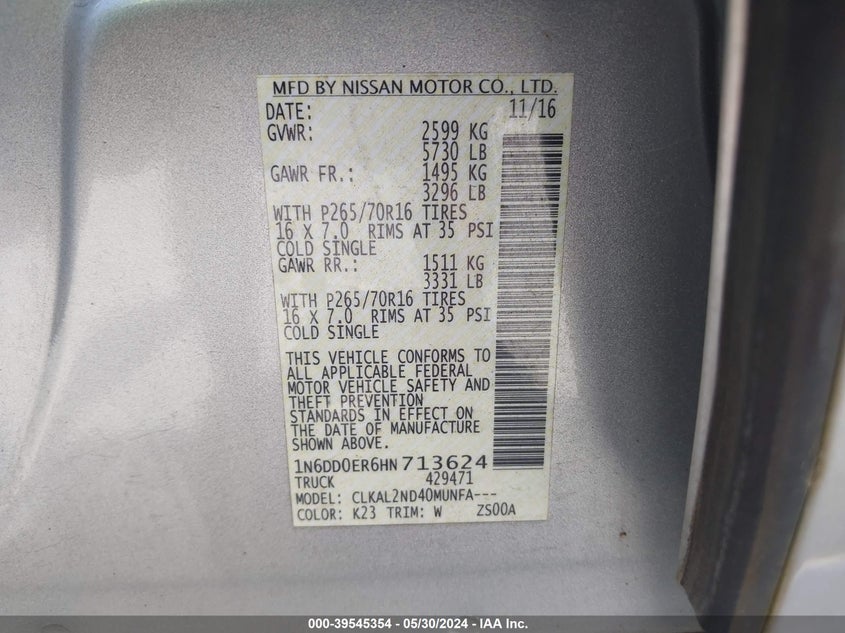 MFD BY NISSAN MOTOR CO., LTD.
DATE: 11/16
GVWR: 2599 KG
5730 LB
GAWR FR.: 1495 KG
3296 LB
WITH P265/70R16 TIRES
16 X 7.0 RIMS AT 35 PSI
COLD SINGLE
GAWR RR.: 1511 KG
3331 LB
WITH P265/70R16 TIRES
16 X 7.0 RIMS AT 35 PSI
COLD SINGLE
THIS VEHICLE CONFORMS TO
ALL APPLICABLE FEDERAL
MOTOR VEHICLE SAFETY AND
THEFT PREVENTION
STANDARDS IN EFFECT ON
THE DATE OF MANUFACTURE
SHOWN ABOVE.
1N6DD0ER6HN713624
TRUCK 429471
MODEL: CLKAL2ND40MUNFA---
COLOR: K23 TRIM: W ZS00A
000-39545354 - 05/30/2024 - IAA Inc.